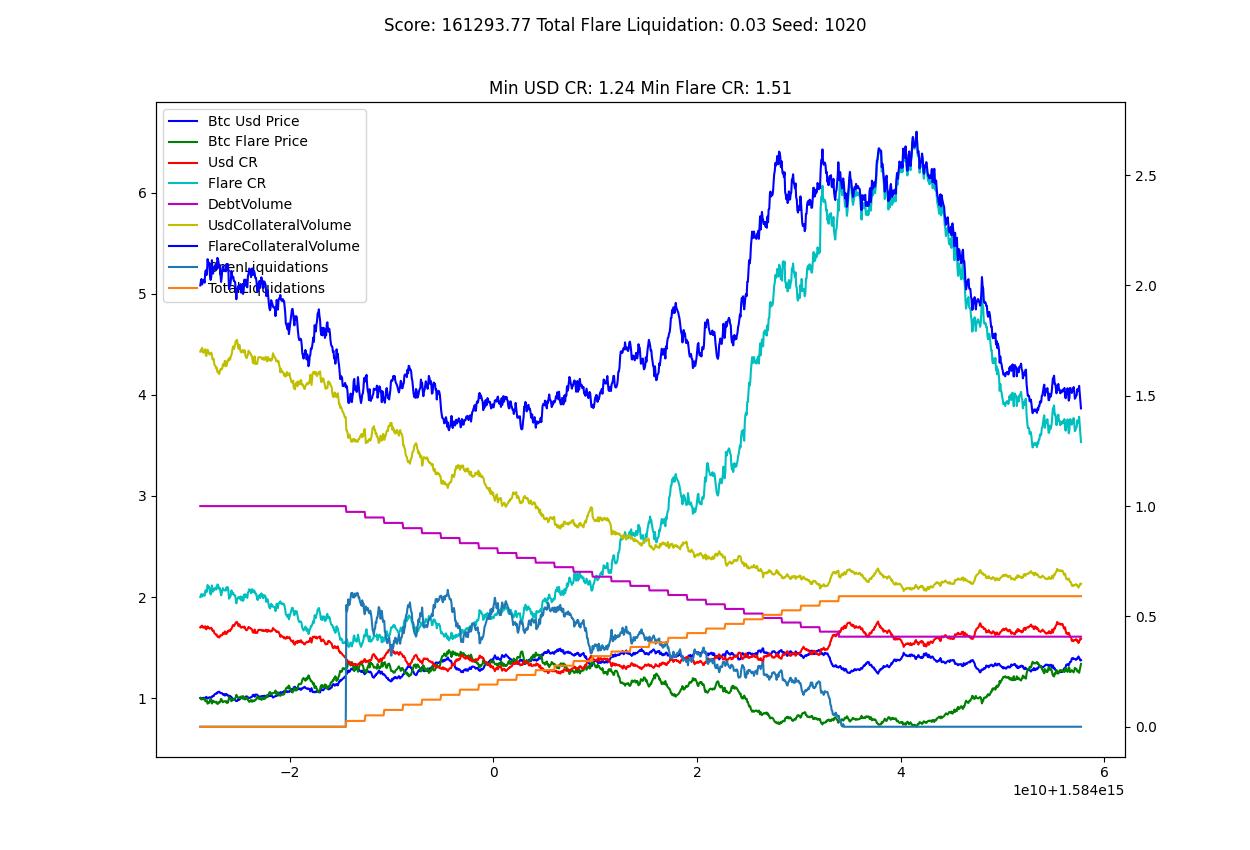 Score: 161293.77 Total Flare Liquidation: 0.03 Seed: 1020
Min USD CR: 1.24 Min Flare CR: 1.51
Btc Usd Price
Btc Flare Price
Usd CR
Flare CR
DebtVolume
UsdCollateralVolume
FlareCollateralVolume
OpenLiquidations
TotalLiquidations
6
5
4
3
2
1
2.5
2.0
1.5
1.0
0.5
0.0
−2
0
2
4
6
1e10+1.584e15